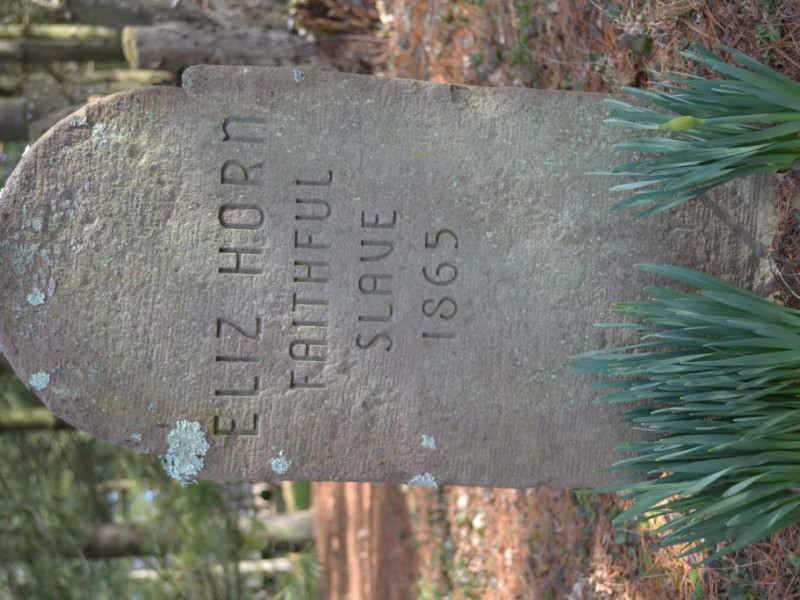 ELIZ HORN
FAITHFUL
SLAVE
1865